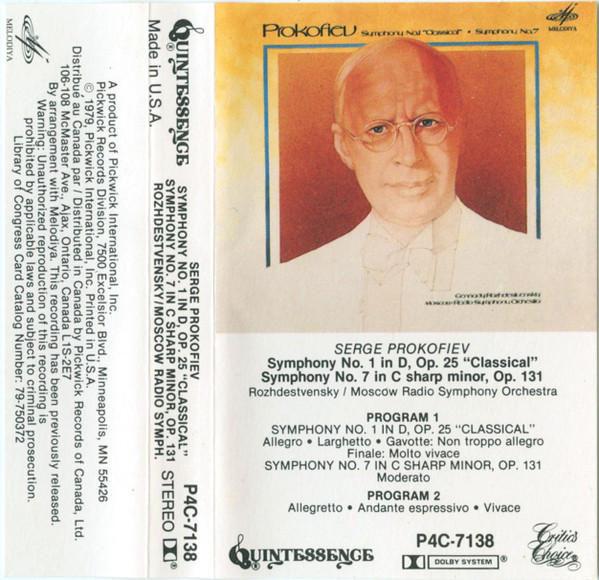 MELODIYA
A product of Pickwick International, Inc.
Pickwick Records Division, 7500 Excelsior Blvd., Minneapolis, MN 55426
© 1979, Pickwick International, Inc. Printed in U.S.A.
Distribué au Canada par / Distributed in Canada by Pickwick Records of Canada, Ltd.
106-108 McMaster Ave., Ajax, Ontario, Canada L1S-2E7
By arrangement with Melodiya. This recording has been previously released.
Warning: Unauthorized reproduction of this recording is
prohibited by applicable laws and subject to criminal prosecution.
Library of Congress Card Catalog Number: 79-750372
QUINTESSENCE®
Made in U.S.A.
SERGE PROKOFIEV
SYMPHONY NO. 1 IN D, OP. 25 "CLASSICAL"
SYMPHONY NO. 7 IN C SHARP MINOR, OP. 131
ROZHDESTVENSKY/MOSCOW RADIO SYMPH.
P4C-7138
STEREO
Prokofiev Symphony No.1 "Classical" • Symphony No.7
MELODIYA
Gennady Rozhdestvensky
Moscow Radio Symphony Orchestra
SERGE PROKOFIEV
Symphony No. 1 in D, Op. 25 "Classical"
Symphony No. 7 in C sharp minor, Op. 131
Rozhdestvensky / Moscow Radio Symphony Orchestra
PROGRAM 1
SYMPHONY NO. 1 IN D, OP. 25 "CLASSICAL"
Allegro • Larghetto • Gavotte: Non troppo allegro
Finale: Molto vivace
SYMPHONY NO. 7 IN C SHARP MINOR, OP. 131
Moderato
PROGRAM 2
Allegretto • Andante espressivo • Vivace
QUINTESSENCE®
P4C-7138
DOLBY SYSTEM ®
Critics Choice